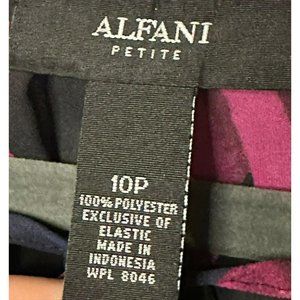 ALFANI
PETITE
10P
100% POLYESTER
EXCLUSIVE OF
ELASTIC
MADE IN
INDONESIA
WPL 8046